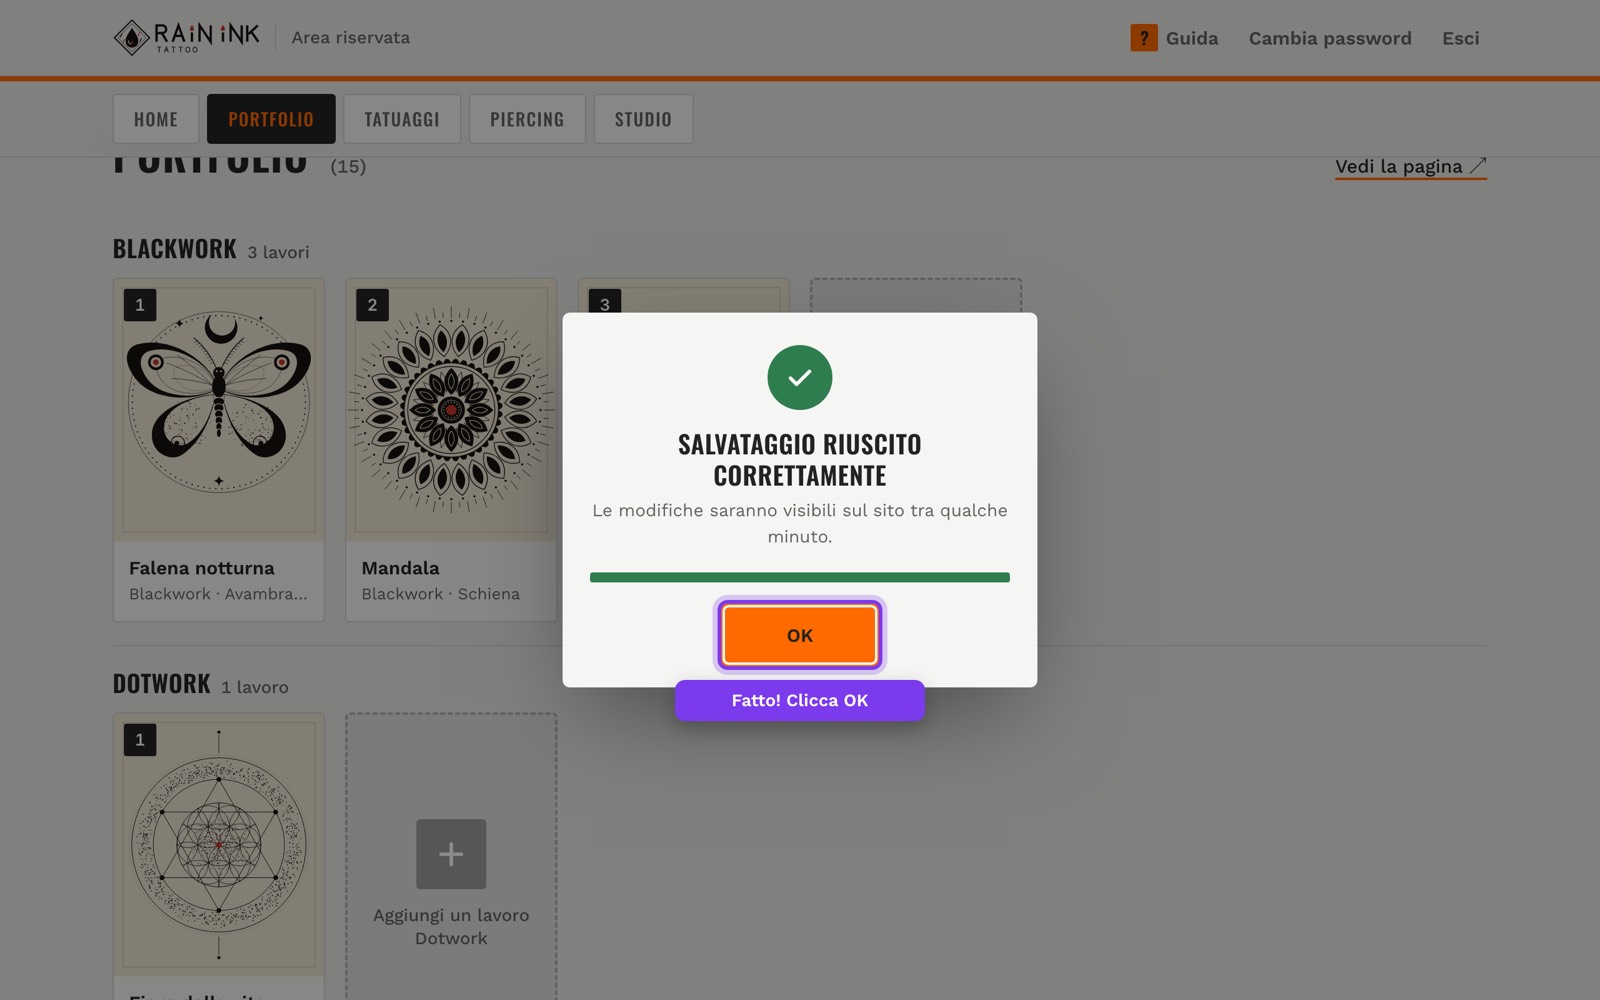 RAiN iNK
TATTOO
Area riservata
? Guida
Cambia password
Esci
HOME
PORTFOLIO
TATUAGGI
PIERCING
STUDIO
PORTFOLIO (15)
Vedi la pagina
BLACKWORK 3 lavori
1
2
3
SALVATAGGIO RIUSCITO
CORRETTAMENTE
Le modifiche saranno visibili sul sito tra qualche
minuto.
OK
Fatto! Clicca OK
Falena notturna
Blackwork · Avambra...
Mandala
Blackwork · Schiena
DOTWORK 1 lavoro
1
Aggiungi un lavoro
Dotwork